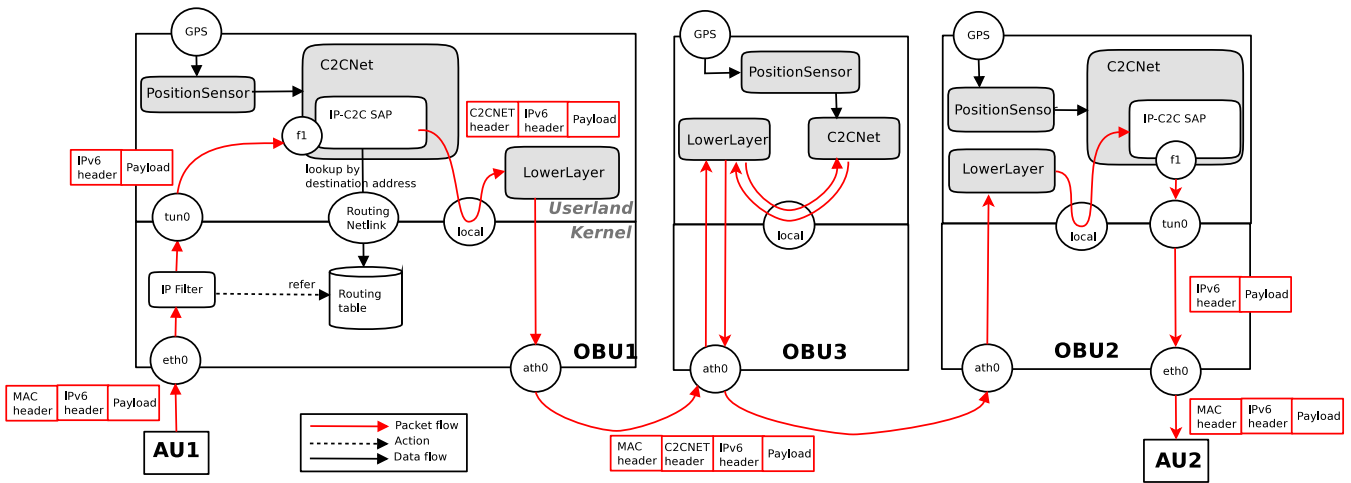 GPS
PositionSensor
C2CNet
IP-C2C SAP
f1
C2CNET
header
IPv6
header
Payload
IPv6
header
Payload
lookup by
destination address
LowerLayer
Userland
Kernel
tun0
Routing
Netlink
local
IP Filter
refer
Routing
table
eth0
ath0
OBU1
MAC
header
IPv6
header
Payload
AU1
Packet flow
Action
Data flow
GPS
PositionSensor
LowerLayer
C2CNet
local
ath0
OBU3
MAC
header
C2CNET
header
IPv6
header
Payload
GPS
C2CNet
PositionSensor
IP-C2C SAP
f1
LowerLayer
local
tun0
IPv6
header
Payload
OBU2
ath0
eth0
MAC
header
IPv6
header
Payload
AU2